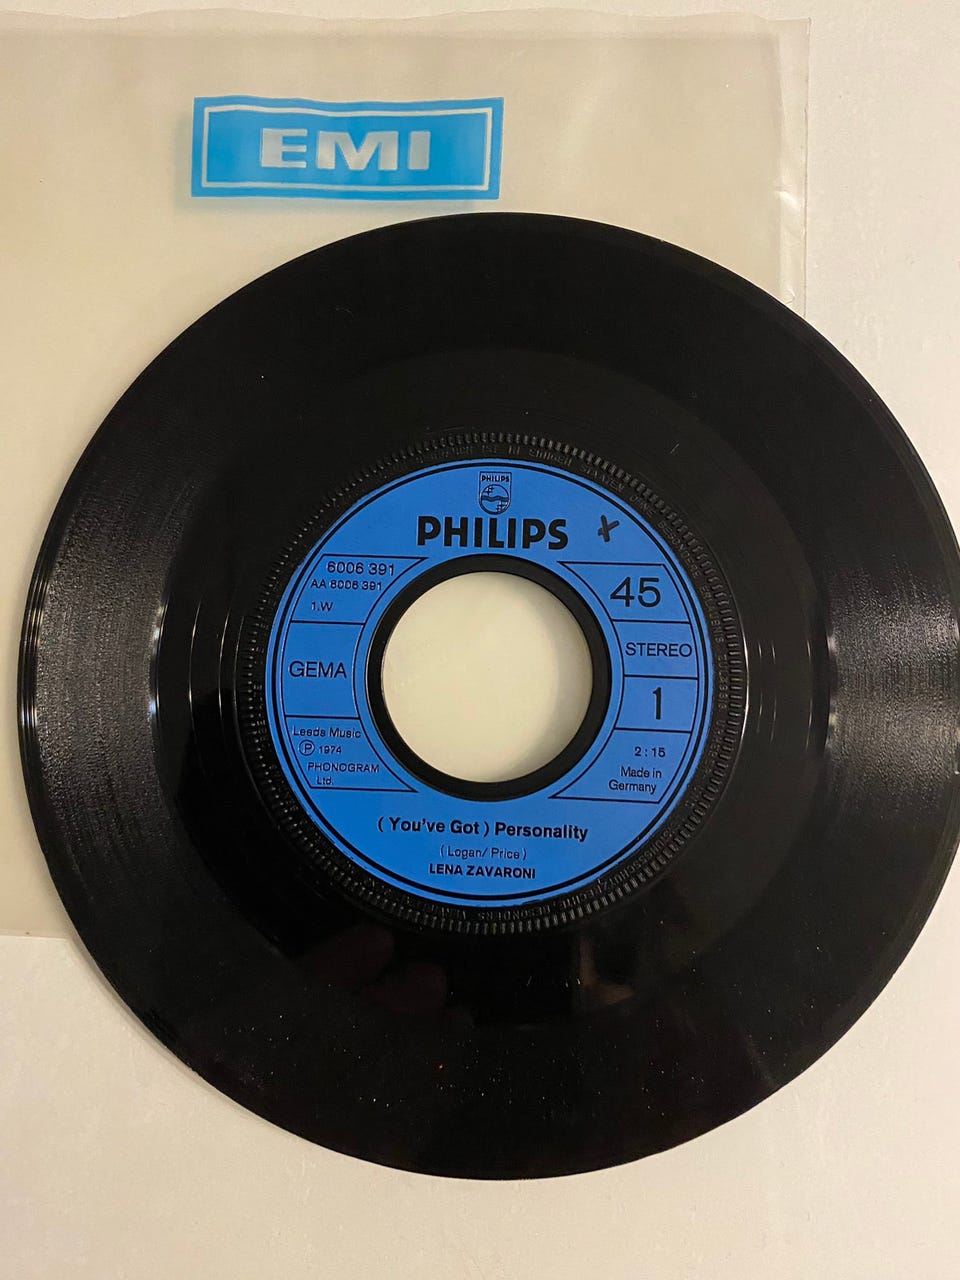 EMI
PHILIPS
PHILIPS x
6006 391
AA 6006 391
1.W
GEMA
Leeds Music
Ⓟ 1974
PHONOGRAM
Ltd.
45
STEREO
1
2:15
Made in
Germany
(You've Got) Personality
(Logan/ Price)
LENA ZAVARONI